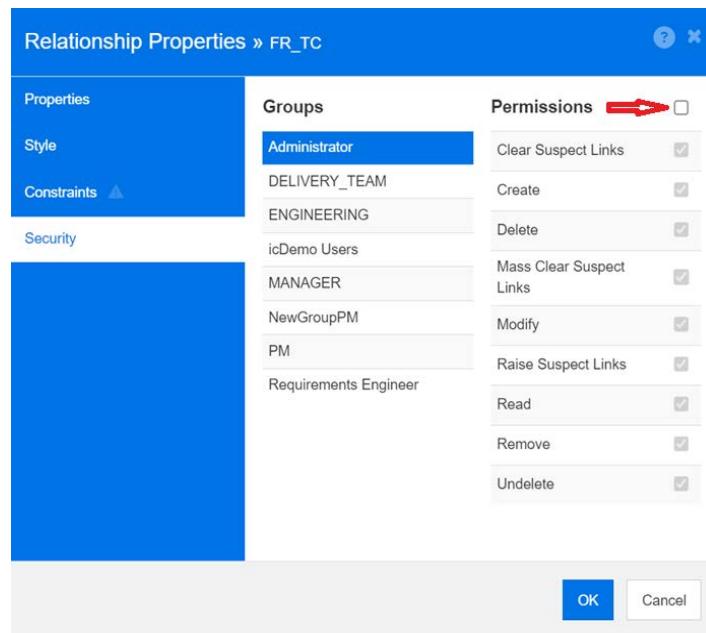 Relationship Properties » FR_TC
Properties
Style
Constraints
Security
Groups
Administrator
DELIVERY_TEAM
ENGINEERING
icDemo Users
MANAGER
NewGroupPM
PM
Requirements Engineer
Permissions
Clear Suspect Links
Create
Delete
Mass Clear Suspect
Links
Modify
Raise Suspect Links
Read
Remove
Undelete
OK
Cancel